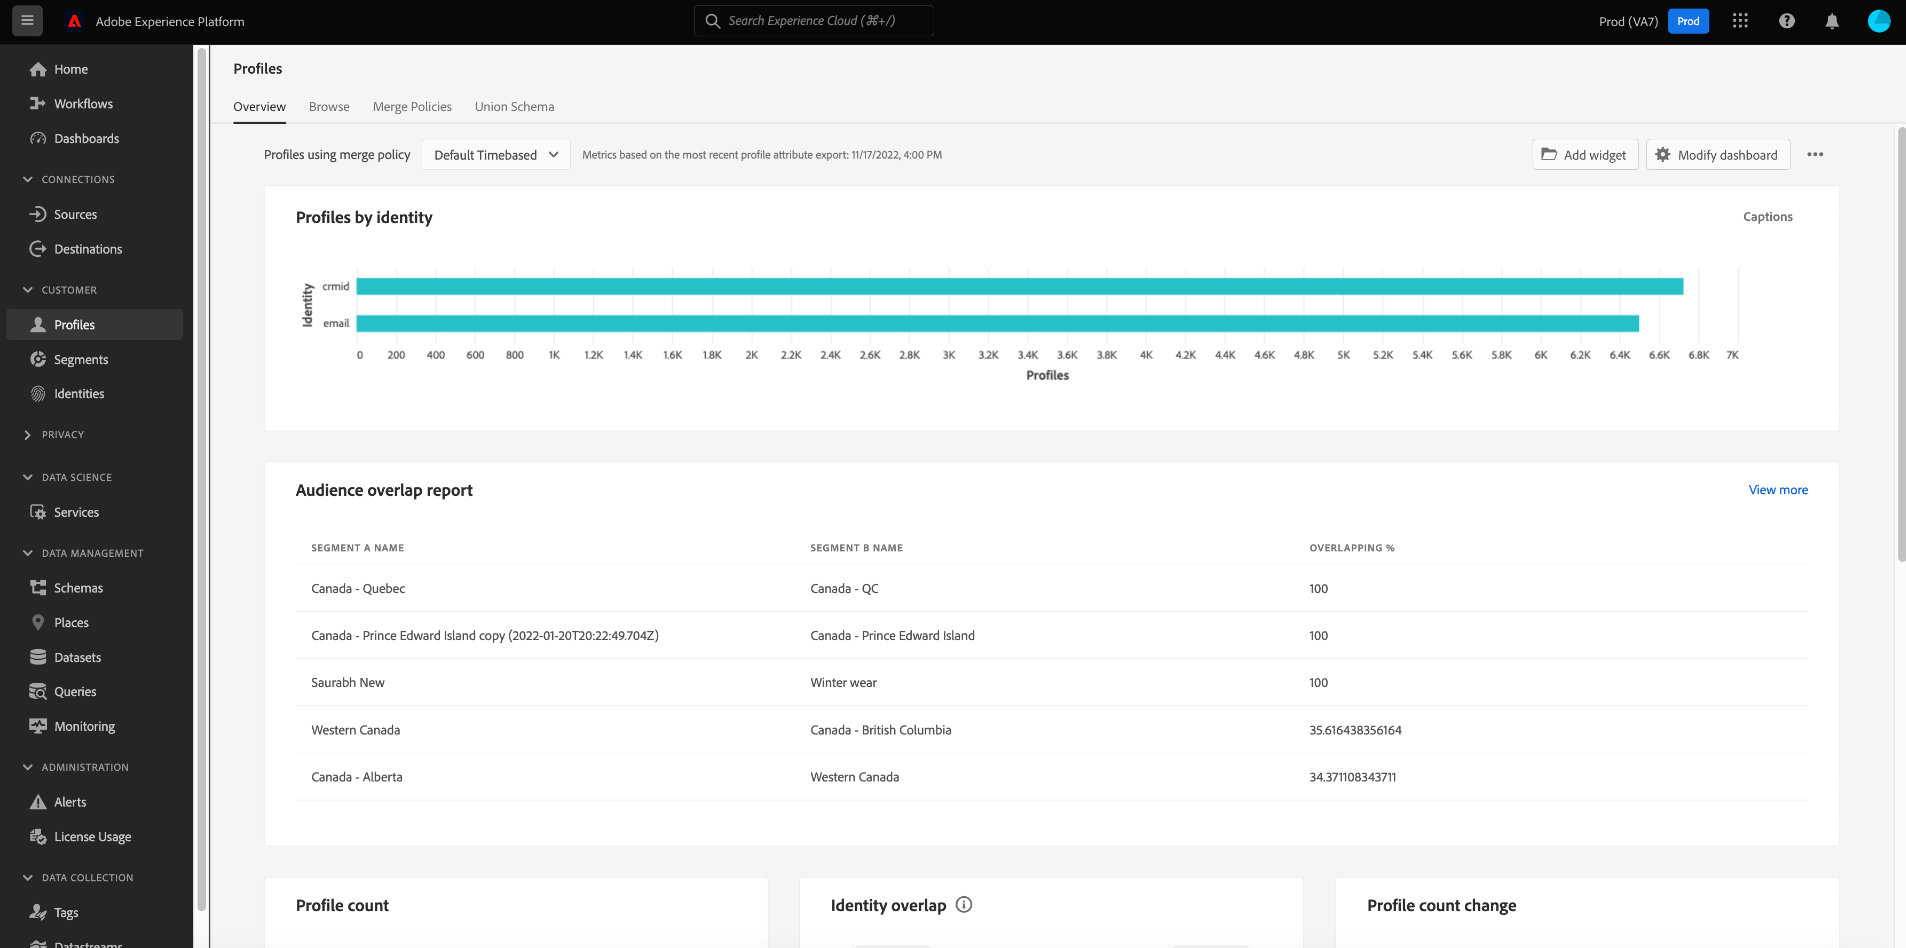 Adobe Experience Platform
Search Experience Cloud (⌘+/)
Prod (VA7)
Prod
Home
Workflows
Dashboards
CONNECTIONS
Sources
Destinations
CUSTOMER
Profiles
Segments
Identities
PRIVACY
DATA SCIENCE
Services
DATA MANAGEMENT
Schemas
Places
Datasets
Queries
Monitoring
ADMINISTRATION
Alerts
License Usage
DATA COLLECTION
Tags
Datastreams
Profiles
Overview Browse Merge Policies Union Schema
Profiles using merge policy Default Timebased Metrics based on the most recent profile attribute export: 11/17/2022, 4:00 PM Add widget Modify dashboard
Profiles by identity Captions
Identity
crmid
email
0 200 400 600 800 1K 1.2K 1.4K 1.6K 1.8K 2K 2.2K 2.4K 2.6K 2.8K 3K 3.2K 3.4K 3.6K 3.8K 4K 4.2K 4.4K 4.6K 4.8K 5K 5.2K 5.4K 5.6K 5.8K 6K 6.2K 6.4K 6.6K 6.8K 7K
Profiles
Audience overlap report View more
SEGMENT A NAME SEGMENT B NAME OVERLAPPING %
Canada - Quebec Canada - QC 100
Canada - Prince Edward Island copy (2022-01-20T20:22:49.704Z) Canada - Prince Edward Island 100
Saurabh New Winter wear 100
Western Canada Canada - British Columbia 35.616438356164
Canada - Alberta Western Canada 34.371108343711
Profile count Identity overlap Profile count change